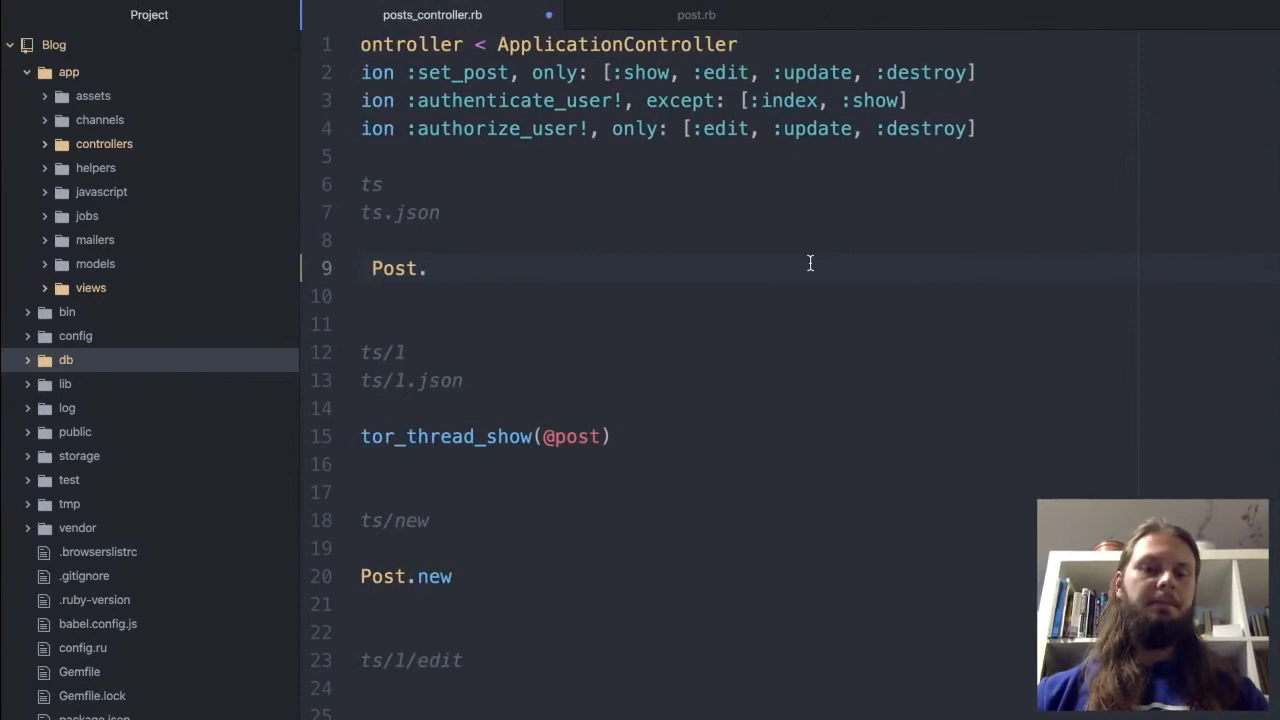 Project
posts_controller.rb
post.rb
Blog
app
assets
channels
controllers
helpers
javascript
jobs
mailers
models
views
bin
config
db
lib
log
public
storage
test
tmp
vendor
.browserslistrc
.gitignore
.ruby-version
babel.config.js
config.ru
Gemfile
Gemfile.lock
package.json
1 ontroller < ApplicationController
2 ion :set_post, only: [:show, :edit, :update, :destroy]
3 ion :authenticate_user!, except: [:index, :show]
4 ion :authorize_user!, only: [:edit, :update, :destroy]
5
6 ts
7 ts.json
8
9 Post.
10
11
12 ts/1
13 ts/1.json
14
15 tor_thread_show(@post)
16
17
18 ts/new
19
20 Post.new
21
22
23 ts/1/edit
24
25